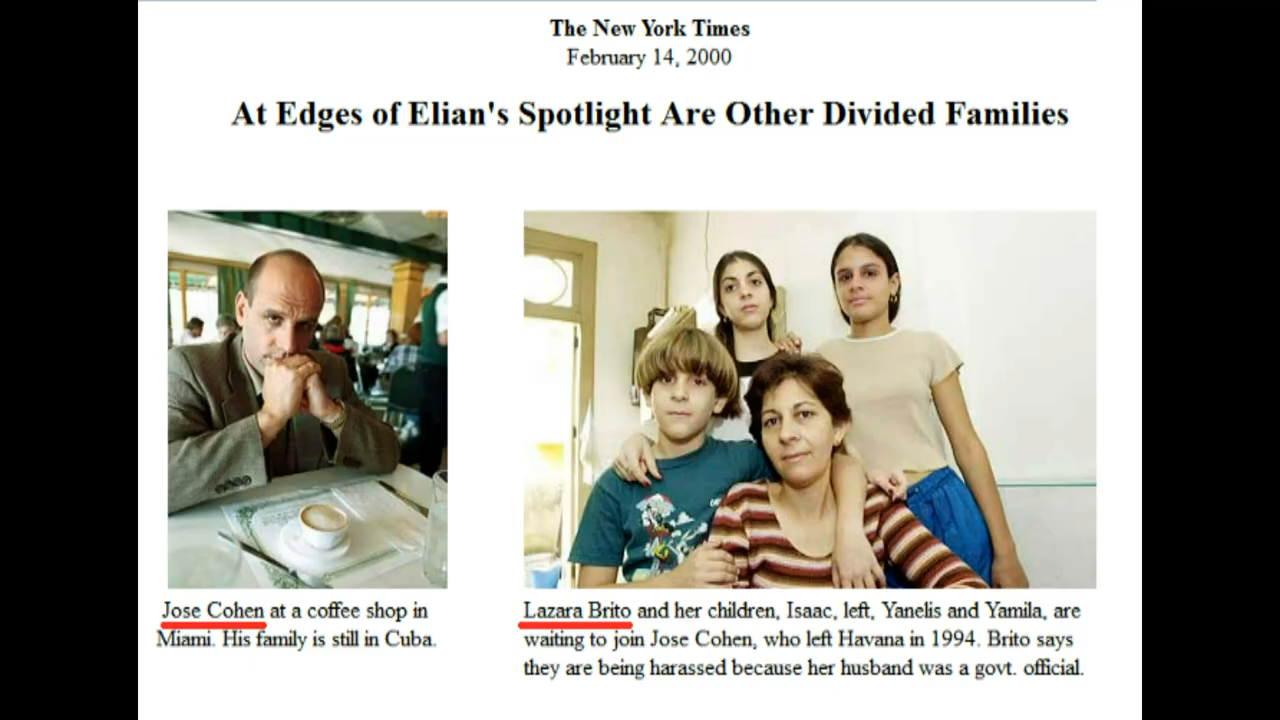 The New York Times
February 14, 2000
At Edges of Elian's Spotlight Are Other Divided Families
Jose Cohen at a coffee shop in
Miami. His family is still in Cuba.
Lazara Brito and her children, Isaac, left, Yanelis and Yamila, are
waiting to join Jose Cohen, who left Havana in 1994. Brito says
they are being harassed because her husband was a govt. official.